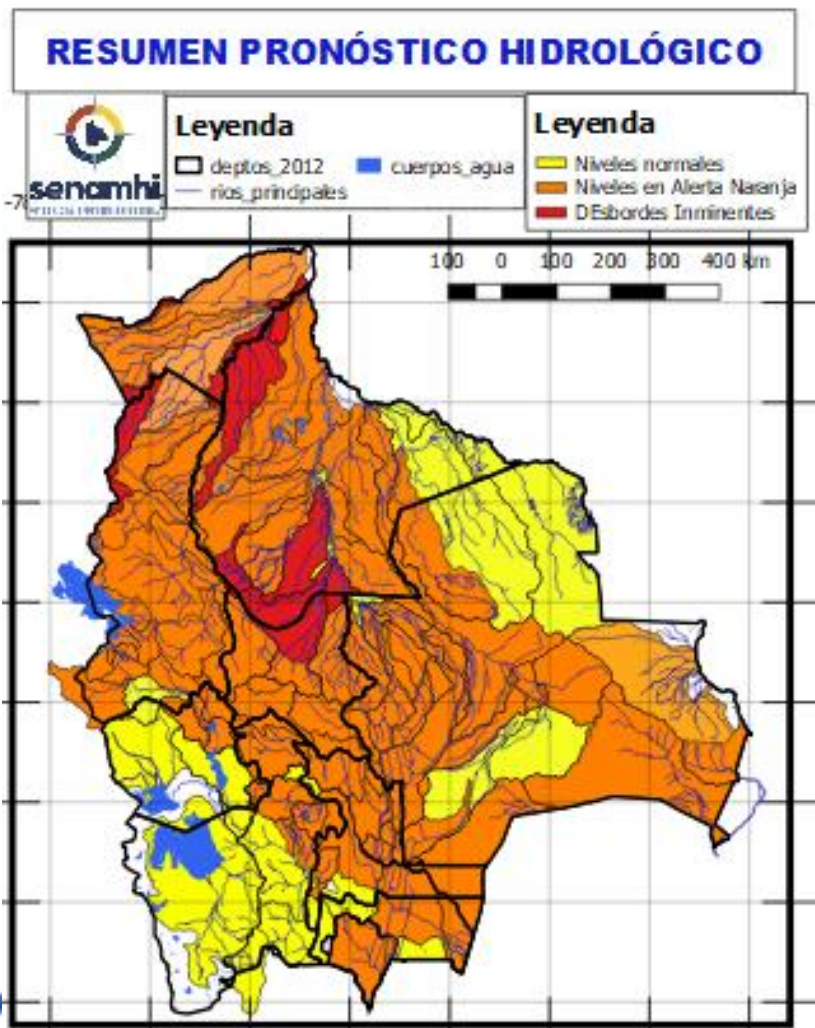 RESUMEN PRONÓSTICO HIDROLÓGICO
senamhi
Leyenda
deptos_2012
cuerpos_agua
rios_principales
Leyenda
Niveles normales
Niveles en Alerta Naranja
DEsbordes Inminentes
100 0 100 200 300 400 km